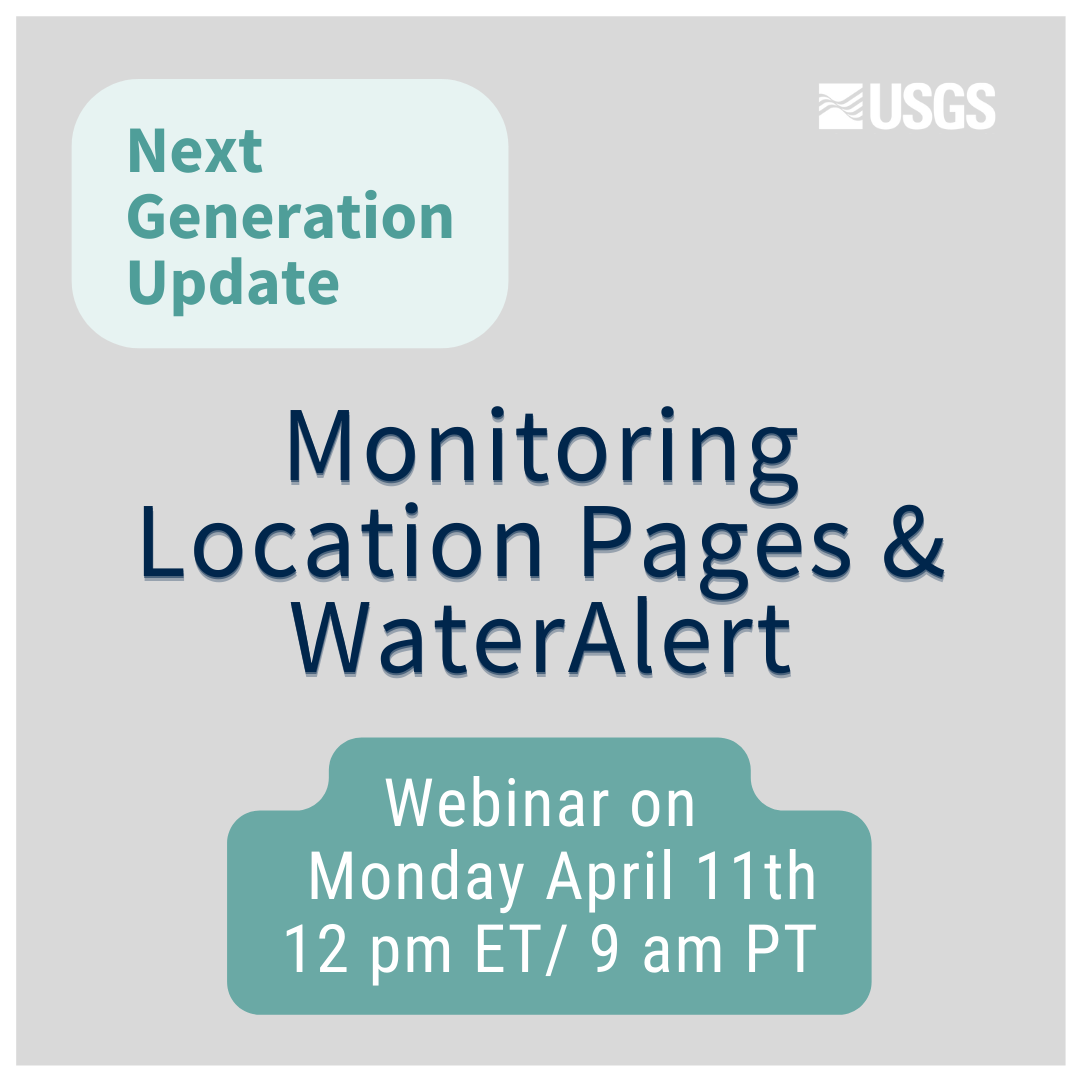 Next
Generation
Update
USGS
Monitoring
Location Pages &
WaterAlert
Webinar on
Monday April 11th
12 pm ET/ 9 am PT